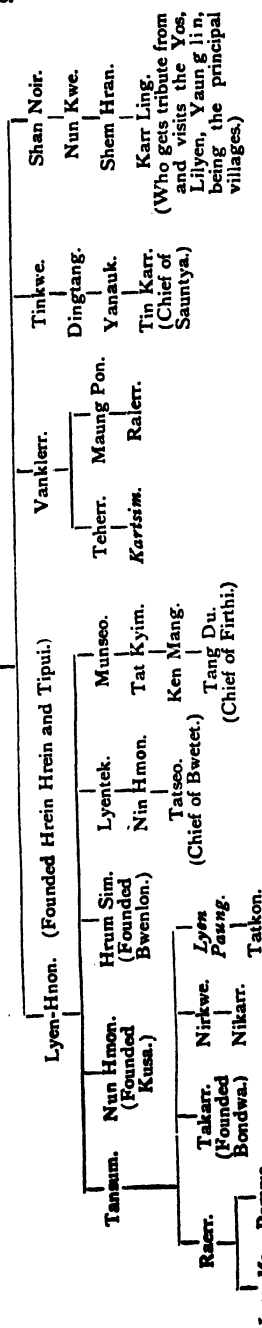 Lyen-Hnon. (Founded Hrein Hrein and Tipui.)
Vanklerr.
Tinkwe.
Shan Noir.
Dingtang.
Nun Kwe.
Yanauk.
Shem Hran.
Tin Karr.
(Chief of
Sauntya.)
Karr Ling.
(Who gets tribute from
and visits the Yos,
Lilyen, Yaung lin,
being the principal
villages.)
Teherr.
Maung Pon.
Karlsim.
Ralerr.
Tansum.
Nun Hmon.
(Founded
Kusa.)
Hrum Sim.
(Founded
Bwenlon.)
Lyentek.
Munseo.
Nin Hmon.
Tat Kyim.
Tatseo.
(Chief of Bwetet.)
Ken Mang.
Tang Du.
(Chief of Firthi.)
Raerr.
Takarr.
(Founded
Bondwa.)
Nirkwe.
Lyen
Paung.
Nikarr.
Tatkon.